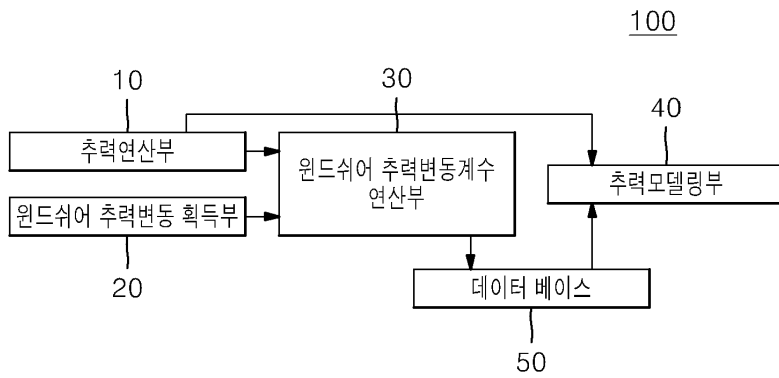 100
10
30
40
추력연산부
윈드쉬어 추력변동계수
연산부
추력모델링부
윈드쉬어 추력변동 획득부
20
데이터 베이스
50